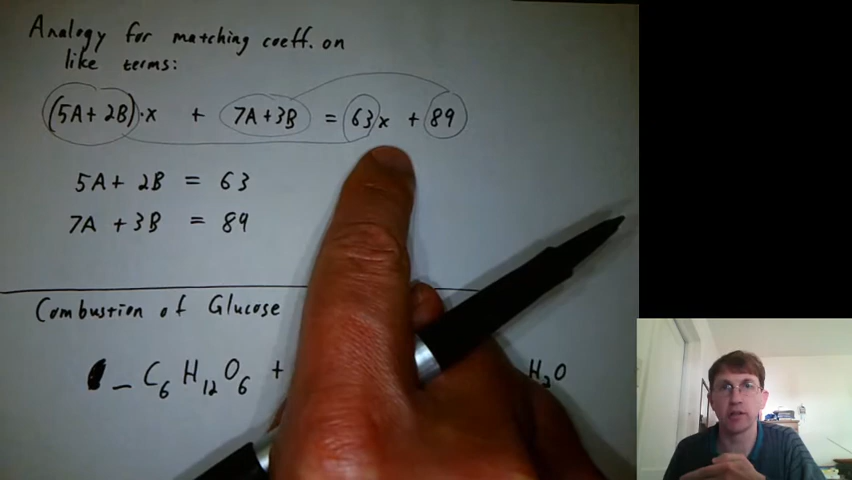 Analogy for matching coeff. on
like terms:
(5A+2B)·x + 7A+3B = 63x + 89
5A+ 2B = 63
7A +3B = 89
Combustion of Glucose
_ C₆ H₁₂ O₆ + H₂O